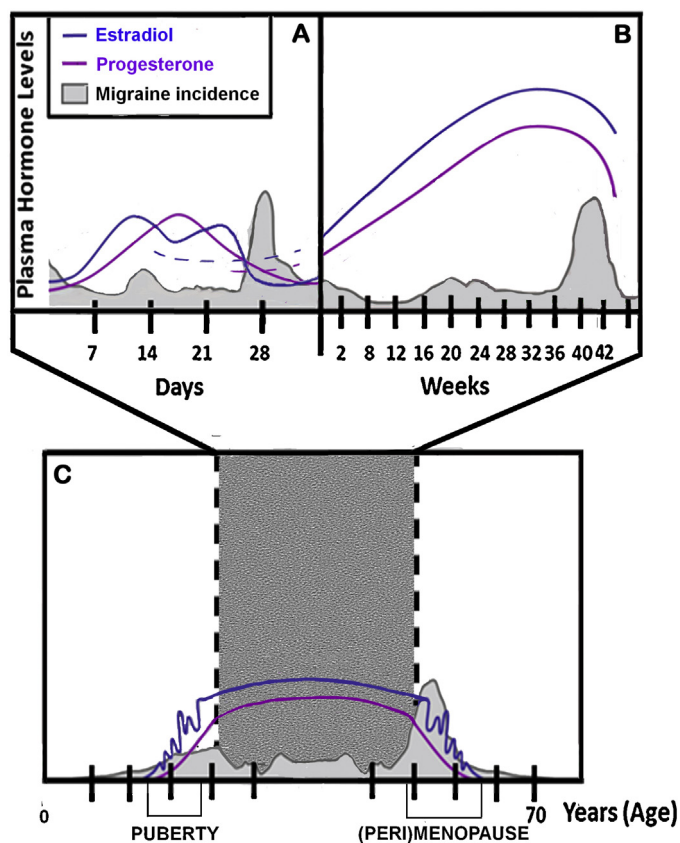 Plasma Hormone Levels
Estradiol
Progesterone
Migraine incidence
A
B
7 14 21 28
2 8 12 16 20 24 28 32 36 40 42
Days
Weeks
C
0
70
Years (Age)
PUBERTY
(PERI)MENOPAUSE